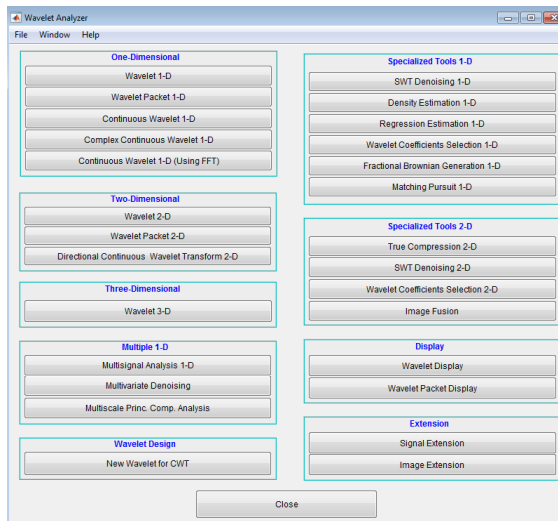 Wavelet Analyzer
File Window Help
One-Dimensional
Wavelet 1-D
Wavelet Packet 1-D
Continuous Wavelet 1-D
Complex Continuous Wavelet 1-D
Continuous Wavelet 1-D (Using FFT)
Two-Dimensional
Wavelet 2-D
Wavelet Packet 2-D
Directional Continuous Wavelet Transform 2-D
Three-Dimensional
Wavelet 3-D
Multiple 1-D
Multisignal Analysis 1-D
Multivariate Denoising
Multiscale Princ. Comp. Analysis
Wavelet Design
New Wavelet for CWT
Specialized Tools 1-D
SWT Denoising 1-D
Density Estimation 1-D
Regression Estimation 1-D
Wavelet Coefficients Selection 1-D
Fractional Brownian Generation 1-D
Matching Pursuit 1-D
Specialized Tools 2-D
True Compression 2-D
SWT Denoising 2-D
Wavelet Coefficients Selection 2-D
Image Fusion
Display
Wavelet Display
Wavelet Packet Display
Extension
Signal Extension
Image Extension
Close